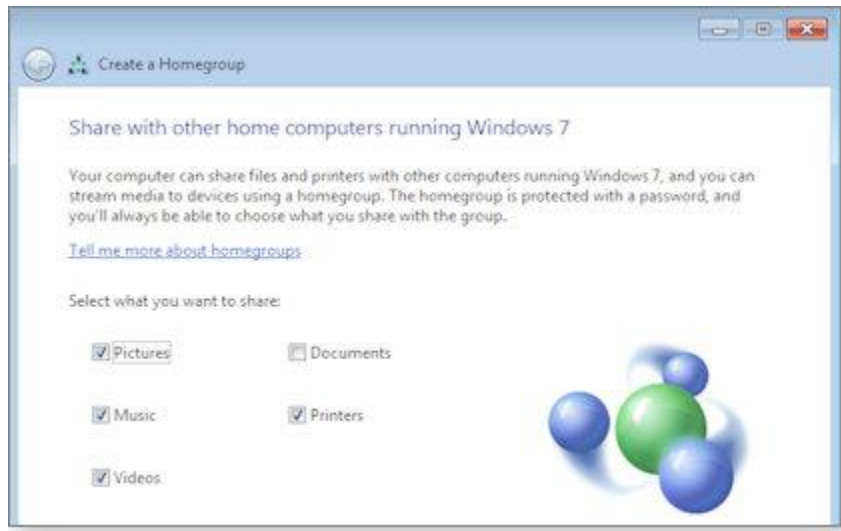 Create a Homegroup
Share with other home computers running Windows 7
Your computer can share files and printers with other computers running Windows 7, and you can
stream media to devices using a homegroup. The homegroup is protected with a password, and
you'll always be able to choose what you share with the group.
Tell me more about homegroups
Select what you want to share:
Pictures Documents
Music Printers
Videos